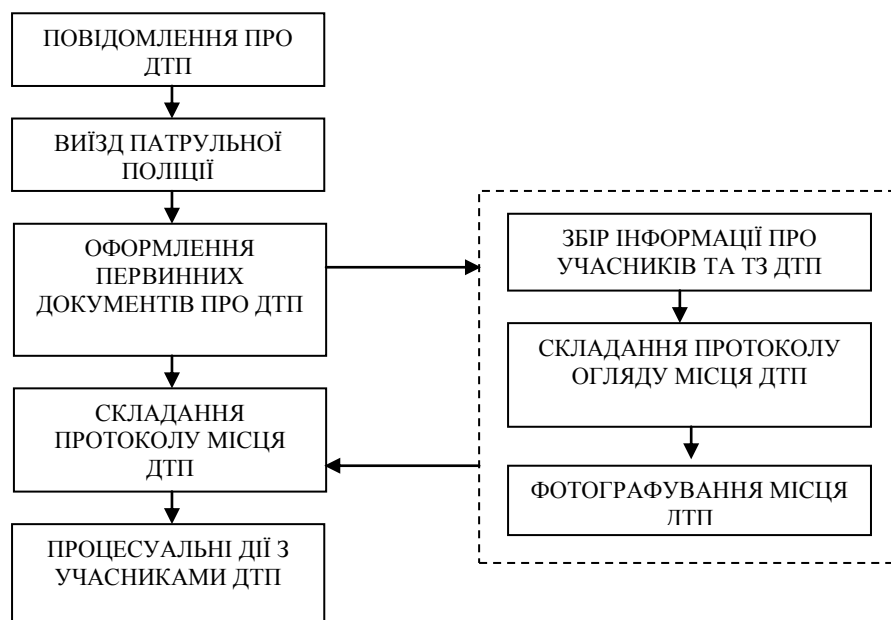 ПОВІДОМЛЕННЯ ПРО
ДТП
ВИЇЗД ПАТРУЛЬНОЇ
ПОЛІЦІЇ
ОФОРМЛЕННЯ
ПЕРВИННИХ
ДОКУМЕНТІВ ПРО ДТП
СКЛАДАННЯ
ПРОТОКОЛУ МІСЦЯ
ДТП
ПРОЦЕСУАЛЬНІ ДІЇ З
УЧАСНИКАМИ ДТП
ЗБІР ІНФОРМАЦІЇ ПРО
УЧАСНИКІВ ТА ТЗ ДТП
СКЛАДАННЯ ПРОТОКОЛУ
ОГЛЯДУ МІСЦЯ ДТП
ФОТОГРАФУВАННЯ МІСЦЯ
ДТП